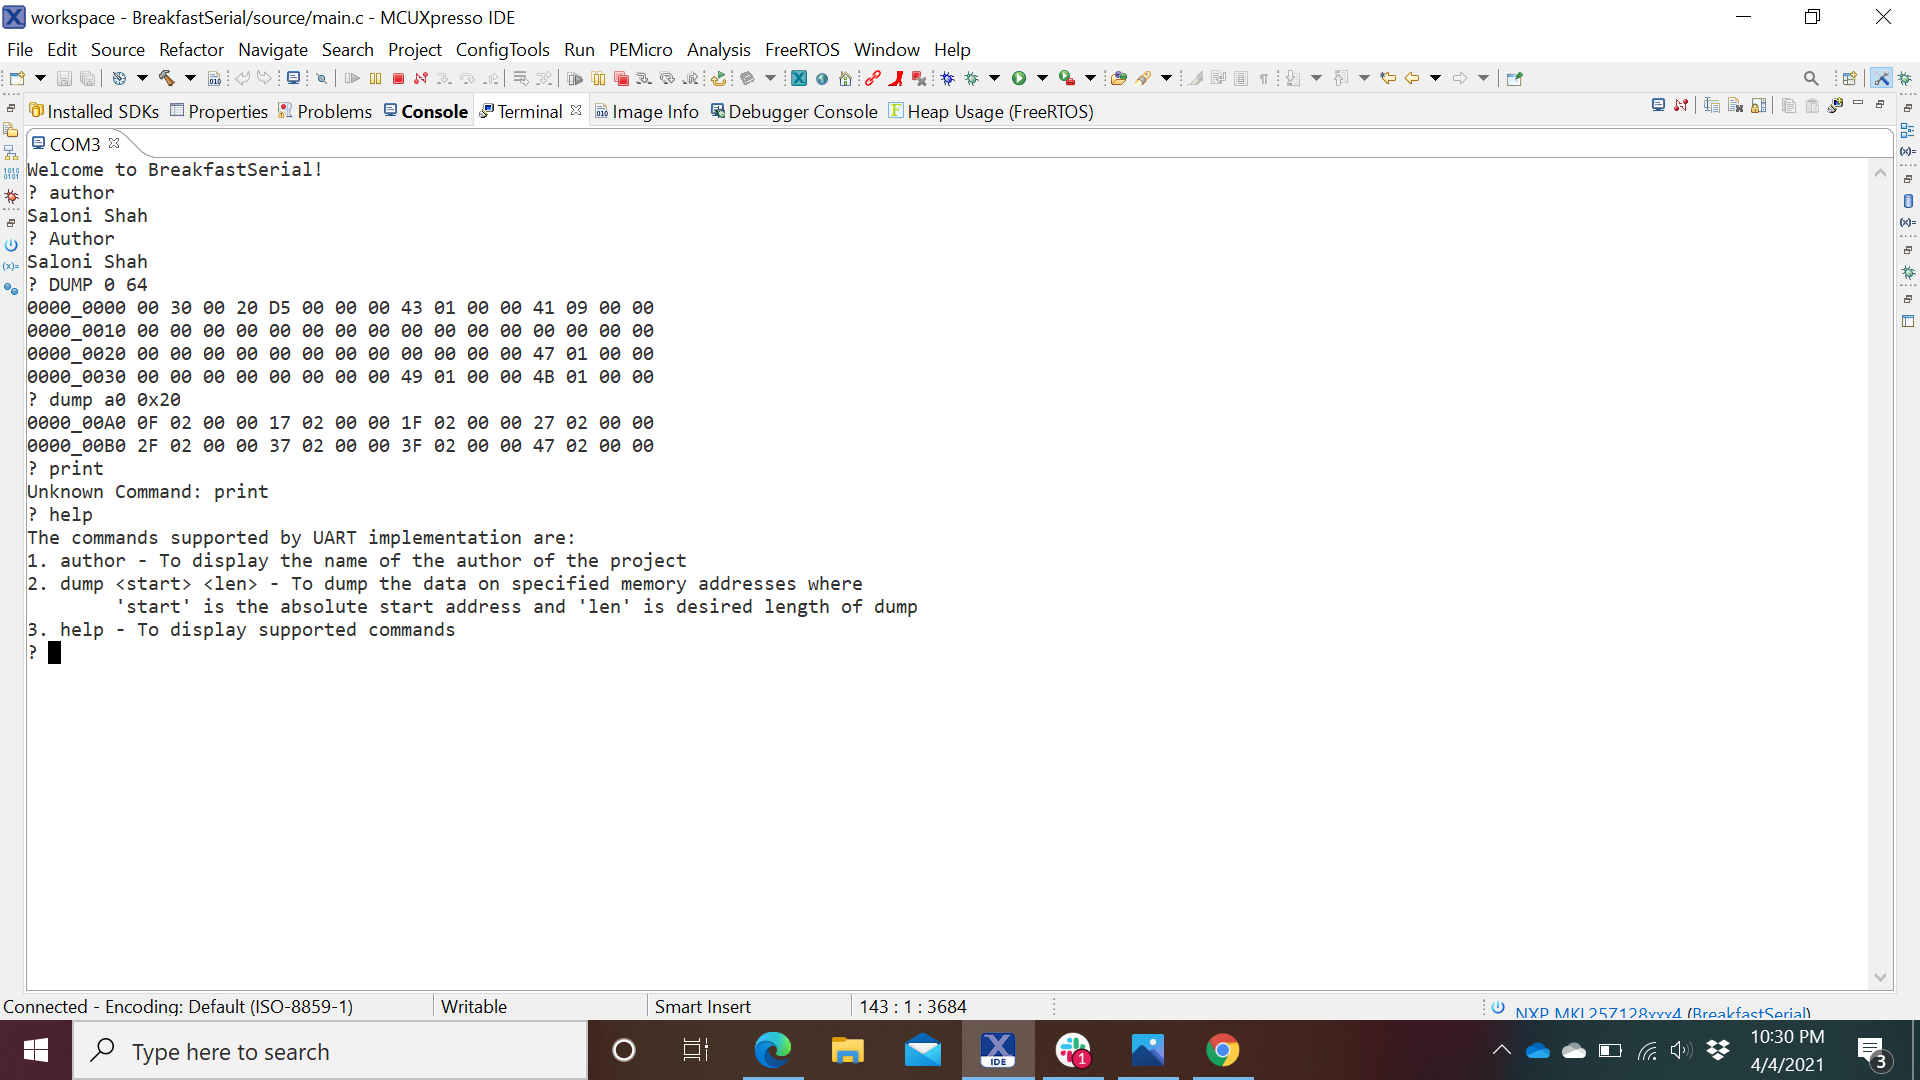 workspace - BreakfastSerial/source/main.c - MCUXpresso IDE
File Edit Source Refactor Navigate Search Project ConfigTools Run PEMicro Analysis FreeRTOS Window Help
Installed SDKs Properties Problems Console Terminal Image Info Debugger Console Heap Usage (FreeRTOS)
COM3
Welcome to BreakfastSerial!
? author
Saloni Shah
? Author
Saloni Shah
? DUMP 0 64
0000_0000 00 30 00 20 D5 00 00 00 43 01 00 00 41 09 00 00
0000_0010 00 00 00 00 00 00 00 00 00 00 00 00 00 00 00 00
0000_0020 00 00 00 00 00 00 00 00 00 00 00 00 47 01 00 00
0000_0030 00 00 00 00 00 00 00 00 49 01 00 00 4B 01 00 00
? dump a0 0x20
0000_00A0 0F 02 00 00 17 02 00 00 1F 02 00 00 27 02 00 00
0000_00B0 2F 02 00 00 37 02 00 00 3F 02 00 00 47 02 00 00
? print
Unknown Command: print
? help
The commands supported by UART implementation are:
1. author - To display the name of the author of the project
2. dump <start> <len> - To dump the data on specified memory addresses where
'start' is the absolute start address and 'len' is desired length of dump
3. help - To display supported commands
?
Connected - Encoding: Default (ISO-8859-1) Writable Smart Insert 143 : 1 : 3684 NXP MKL25Z128xxx4 (BreakfastSerial)
Type here to search
IDE
1
10:30 PM
4/4/2021
3